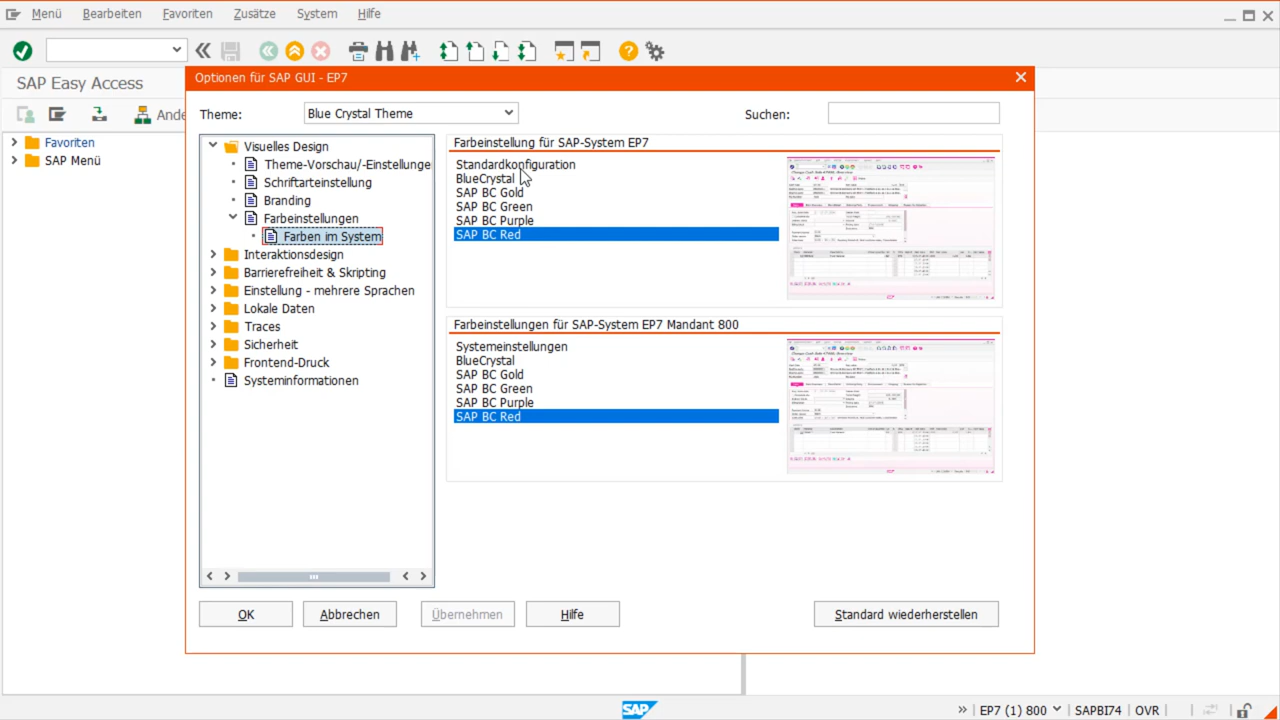 Menü Bearbeiten Favoriten Zusätze System Hilfe
SAP Easy Access
Optionen für SAP GUI - EP7
Theme: Blue Crystal Theme Suchen:
Ande
Favoriten
SAP Menü
Visuelles Design
Theme-Vorschau/-Einstellunge
Schriftarteinstellung
Branding
Farbeinstellungen
Farben im System
Interaktionsdesign
Barrierefreiheit & Skripting
Einstellung - mehrere Sprachen
Lokale Daten
Traces
Sicherheit
Frontend-Druck
Systeminformationen
Farbeinstellung für SAP-System EP7
Standardkonfiguration
BlueCrystal
SAP BC Gold
SAP BC Green
SAP BC Purple
SAP BC Red
Farbeinstellungen für SAP-System EP7 Mandant 800
Systemeinstellungen
BlueCrystal
SAP BC Gold
SAP BC Green
SAP BC Purple
SAP BC Red
OK Abbrechen Übernehmen Hilfe Standard wiederherstellen
SAP
EP7 (1) 800 SAPBI74 OVR